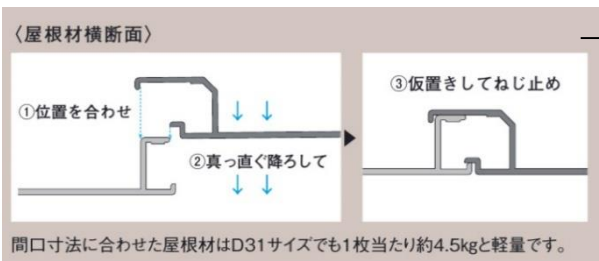 〈屋根材横断面〉
①位置を合わせ
②真っ直ぐ降ろして
③仮置きしてねじ止め
間口寸法に合わせた屋根材はD31サイズでも1枚当たり約4.5kgと軽量です。